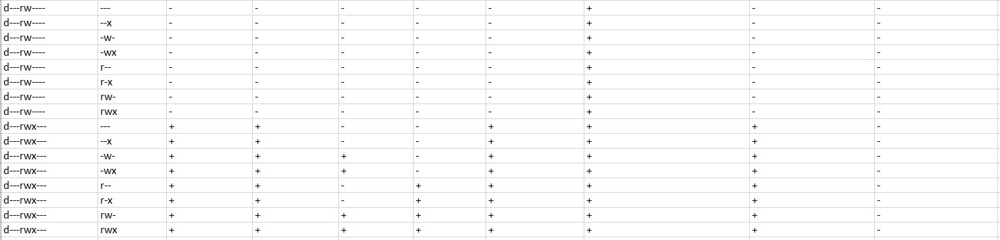 d---rw---- --- - - - - - + - -
d---rw---- --x - - - - - + - -
d---rw---- -w- - - - - - + - -
d---rw---- -wx - - - - - + - -
d---rw---- r-- - - - - - + - -
d---rw---- r-x - - - - - + - -
d---rw---- rw- - - - - - + - -
d---rw---- rwx - - - - - + - -
d---rwx--- --- + + - - + + + -
d---rwx--- --x + + - - + + + -
d---rwx--- -w- + + + - + + + -
d---rwx--- -wx + + + - + + + -
d---rwx--- r-- + + - + + + + -
d---rwx--- r-x + + - + + + + -
d---rwx--- rw- + + + + + + + -
d---rwx--- rwx + + + + + + + -